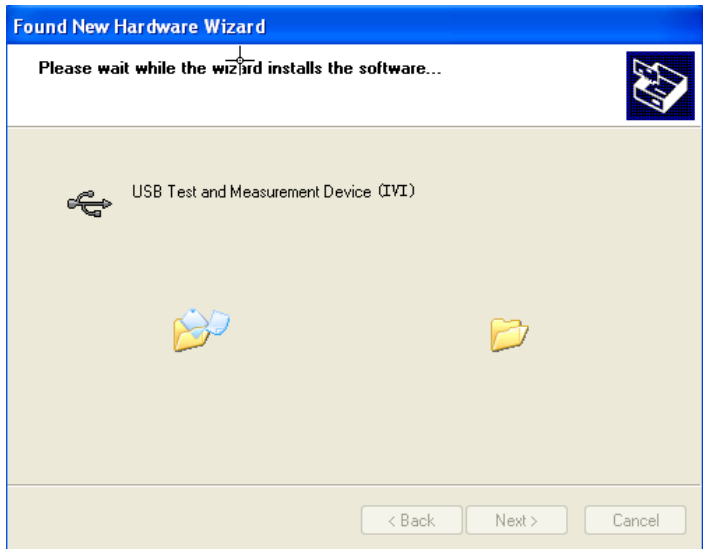 Found New Hardware Wizard
Please wait while the wizard installs the software...
USB Test and Measurement Device (IVI)
< Back
Next >
Cancel